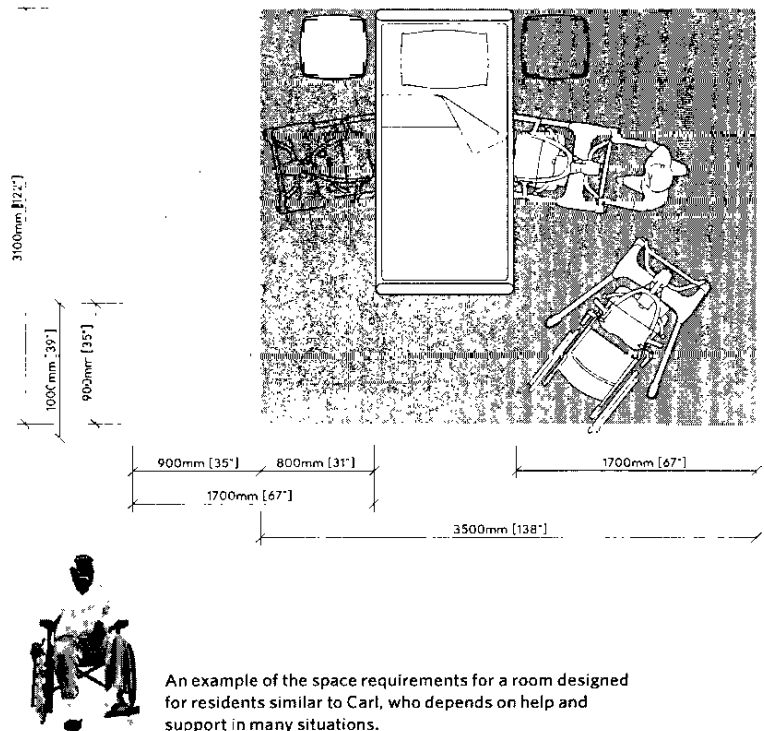 3100mm [122"]
1000mm [39"]
900mm [35"]
900mm [35"]
800mm [31"]
1700mm [67"]
1700mm [67"]
3500mm [138"]
An example of the space requirements for a room designed
for residents similar to Carl, who depends on help and
support in many situations.